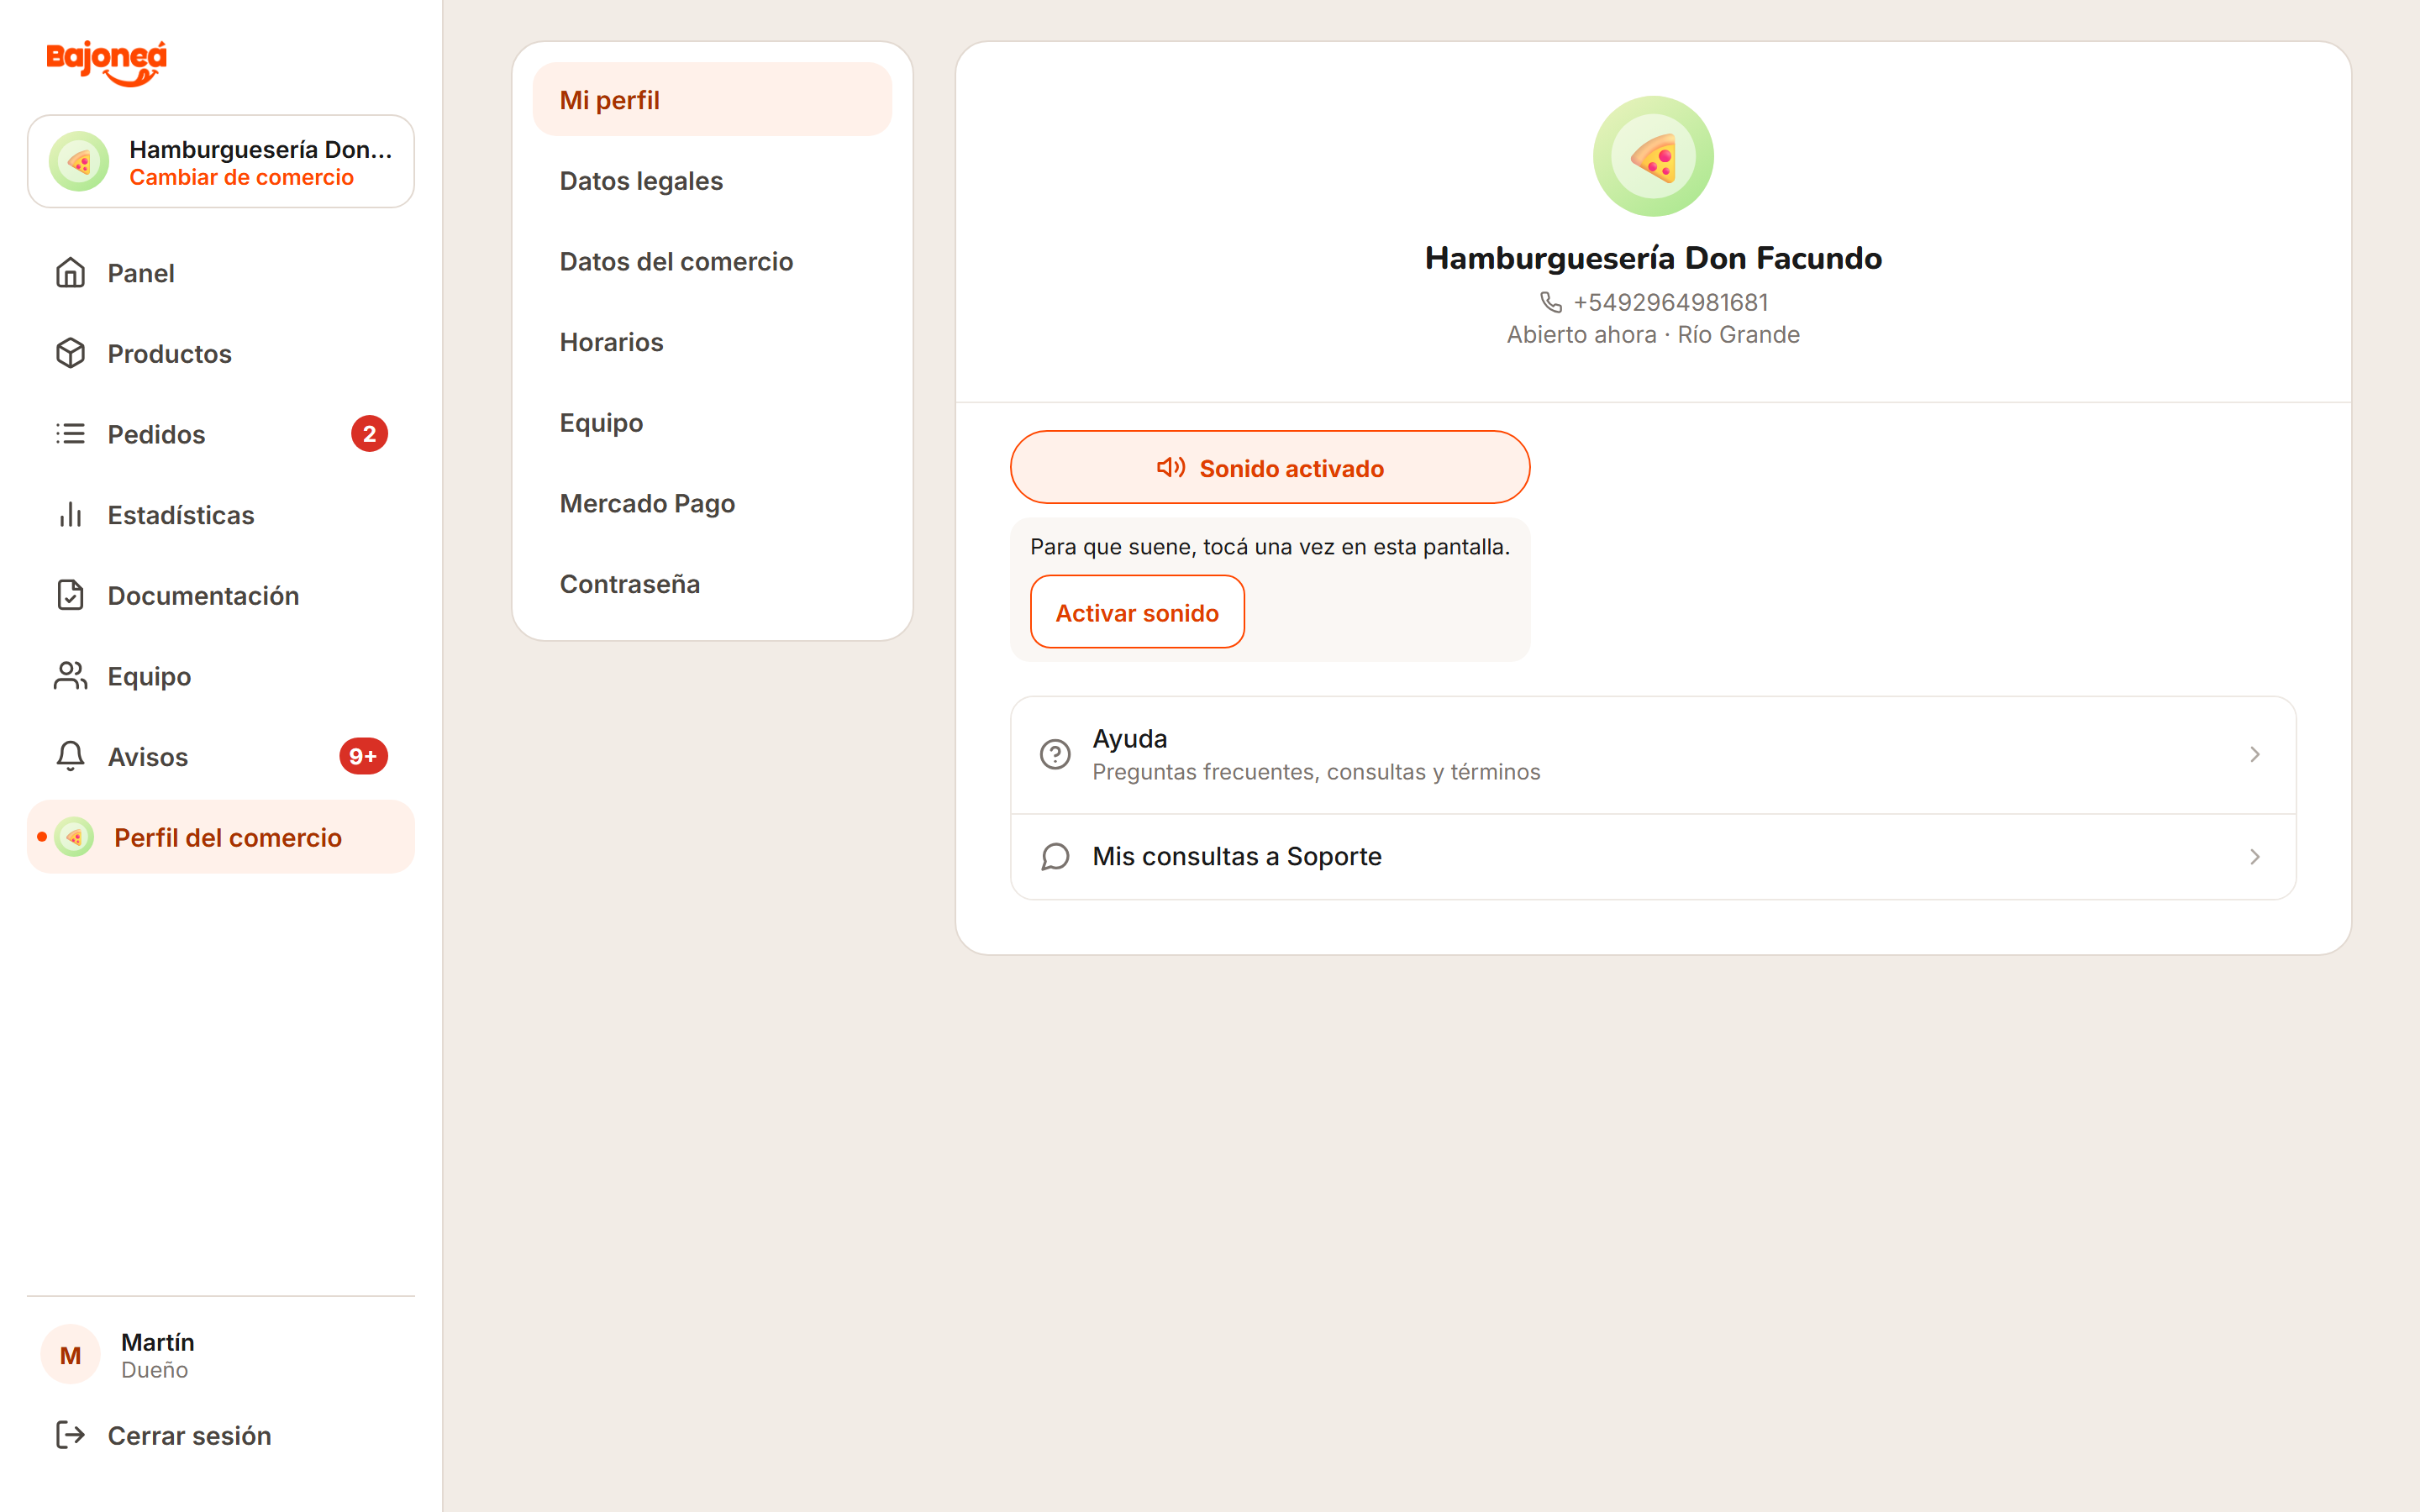 Bajoneá
Hamburguesería Don...
Cambiar de comercio
Panel
Productos
Pedidos
2
Estadísticas
Documentación
Equipo
Avisos
9+
Perfil del comercio
M
Martín
Dueño
Cerrar sesión
Mi perfil
Datos legales
Datos del comercio
Horarios
Equipo
Mercado Pago
Contraseña
Hamburguesería Don Facundo
+5492964981681
Abierto ahora · Río Grande
Sonido activado
Para que suene, tocá una vez en esta pantalla.
Activar sonido
Ayuda
Preguntas frecuentes, consultas y términos
Mis consultas a Soporte